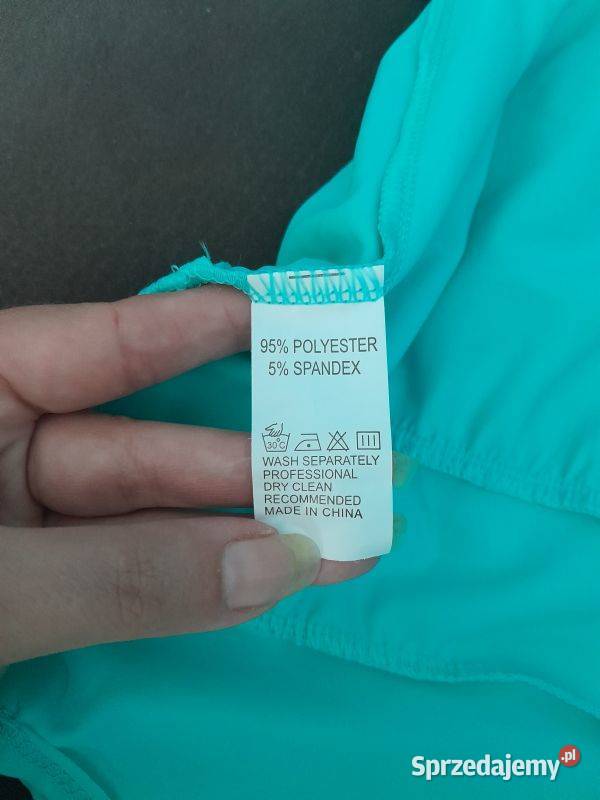 95% POLYESTER
5% SPANDEX
30°C
WASH SEPARATELY
PROFESSIONAL
DRY CLEAN
RECOMMENDED
MADE IN CHINA
Sprzedajemy.pl